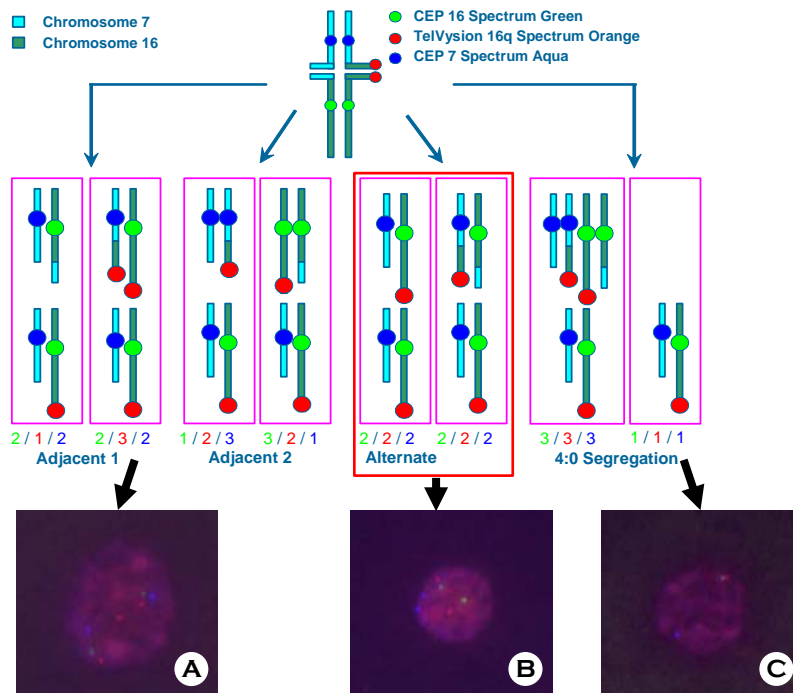 Chromosome 7
Chromosome 16
CEP 16 Spectrum Green
TelVysion 16q Spectrum Orange
CEP 7 Spectrum Aqua
2 / 1 / 2
2 / 3 / 2
1 / 2 / 3
3 / 2 / 1
2 / 2 / 2
2 / 2 / 2
3 / 3 / 3
1 / 1 / 1
Adjacent 1
Adjacent 2
Alternate
4:0 Segregation
A
B
C